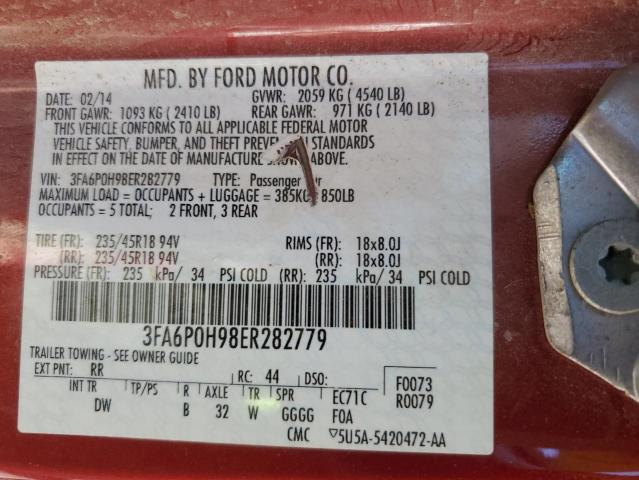 MFD. BY FORD MOTOR CO.
DATE: 02/14 GVWR: 2059 KG ( 4540 LB)
FRONT GAWR: 1093 KG ( 2410 LB) REAR GAWR: 971 KG ( 2140 LB)
THIS VEHICLE CONFORMS TO ALL APPLICABLE FEDERAL MOTOR
VEHICLE SAFETY, BUMPER, AND THEFT STANDARDS
IN EFFECT ON THE DATE OF MANUFACTURE ABOVE.
VIN: 3FA6P0H98ER282779 TYPE: Passenger
MAXIMUM LOAD = OCCUPANTS + LUGGAGE = 850LB
OCCUPANTS = 5 TOTAL; 2 FRONT, 3 REAR
TIRE (FR): 235/45R18 94V RIMS (FR): 18x8.0J
(RR): 235/45R18 94V (RR): 18x8.0J
PRESSURE (FR): 235 kPa/ 34 PSI COLD (RR): 235 kPa/ 34 PSI COLD
3FA6P0H98ER282779
TRAILER TOWING - SEE OWNER GUIDE
EXT PNT: RR RC: 44 DSO: F0073
INT TR TP/PS R AXLE TR SPR EC71C R0079
DW B 32 W GGGG F0A
CMC ▽5U5A-5420472-AA